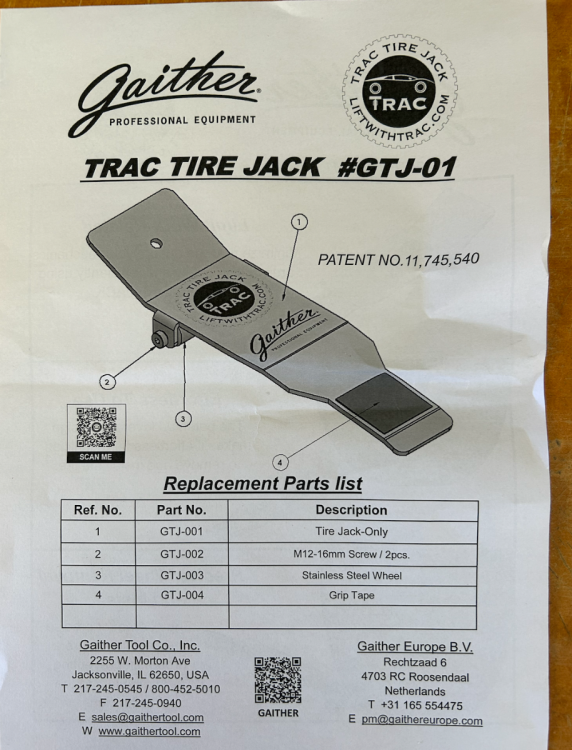 Gaither®
PROFESSIONAL EQUIPMENT
TRAC TIRE JACK
TRAC
LIFTWITHTRAC.COM
TRAC TIRE JACK #GTJ-01
1
PATENT NO.11,745,540
TRAC TIRE JACK
TRAC
LIFTWITHTRAC.COM
Gaither
PROFESSIONAL EQUIPMENT
2
3
SCAN ME
4
Replacement Parts list
Ref. No. Part No. Description
1 GTJ-001 Tire Jack-Only
2 GTJ-002 M12-16mm Screw / 2pcs.
3 GTJ-003 Stainless Steel Wheel
4 GTJ-004 Grip Tape
Gaither Tool Co., Inc.
2255 W. Morton Ave
Jacksonville, IL 62650, USA
T 217-245-0545 / 800-452-5010
F 217-245-0940
E sales@gaithertool.com
W www.gaithertool.com
GAITHER
Gaither Europe B.V.
Rechtzaad 6
4703 RC Roosendaal
Netherlands
T +31 165 554475
E pm@gaithereurope.com